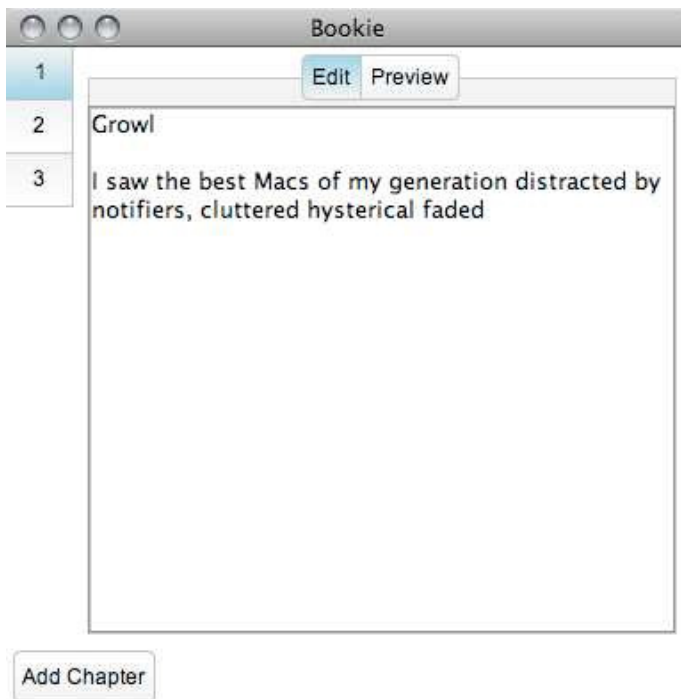 Bookie
1
Edit Preview
2
Growl
3
I saw the best Macs of my generation distracted by
notifiers, cluttered hysterical faded
Add Chapter